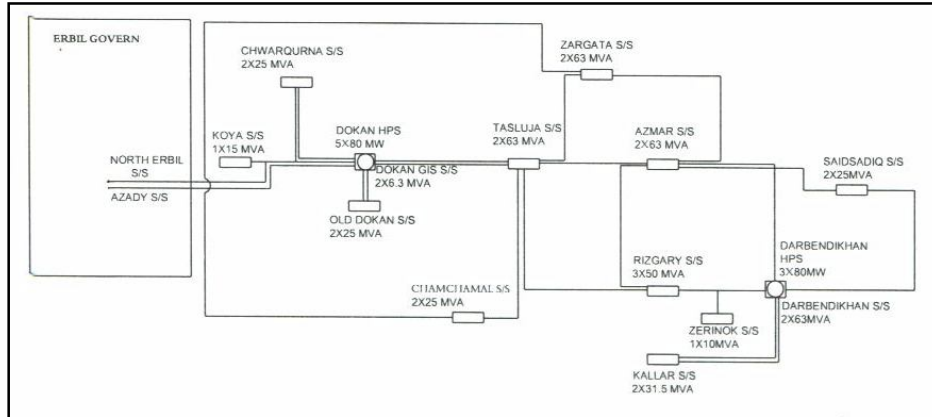 ERBIL GOVERN
CHWARQURNA S/S
2X25 MVA
ZARGATA S/S
2X63 MVA
KOYA S/S
1X15 MVA
DOKAN HPS
5X80 MW
TASLUJA S/S
2X63 MVA
AZMAR S/S
2X63 MVA
NORTH ERBIL
S/S
AZADY S/S
DOKAN GIS S/S
2X6.3 MVA
SAIDSADIQ S/S
2X25MVA
OLD DOKAN S/S
2X25 MVA
DARBENDIKHAN
HPS
3X80MW
RIZGARY S/S
3X50 MVA
CHAMCHAMAL S/S
2X25 MVA
DARBENDIKHAN S/S
2X63MVA
ZERINOK S/S
1X10MVA
KALLAR S/S
2X31.5 MVA